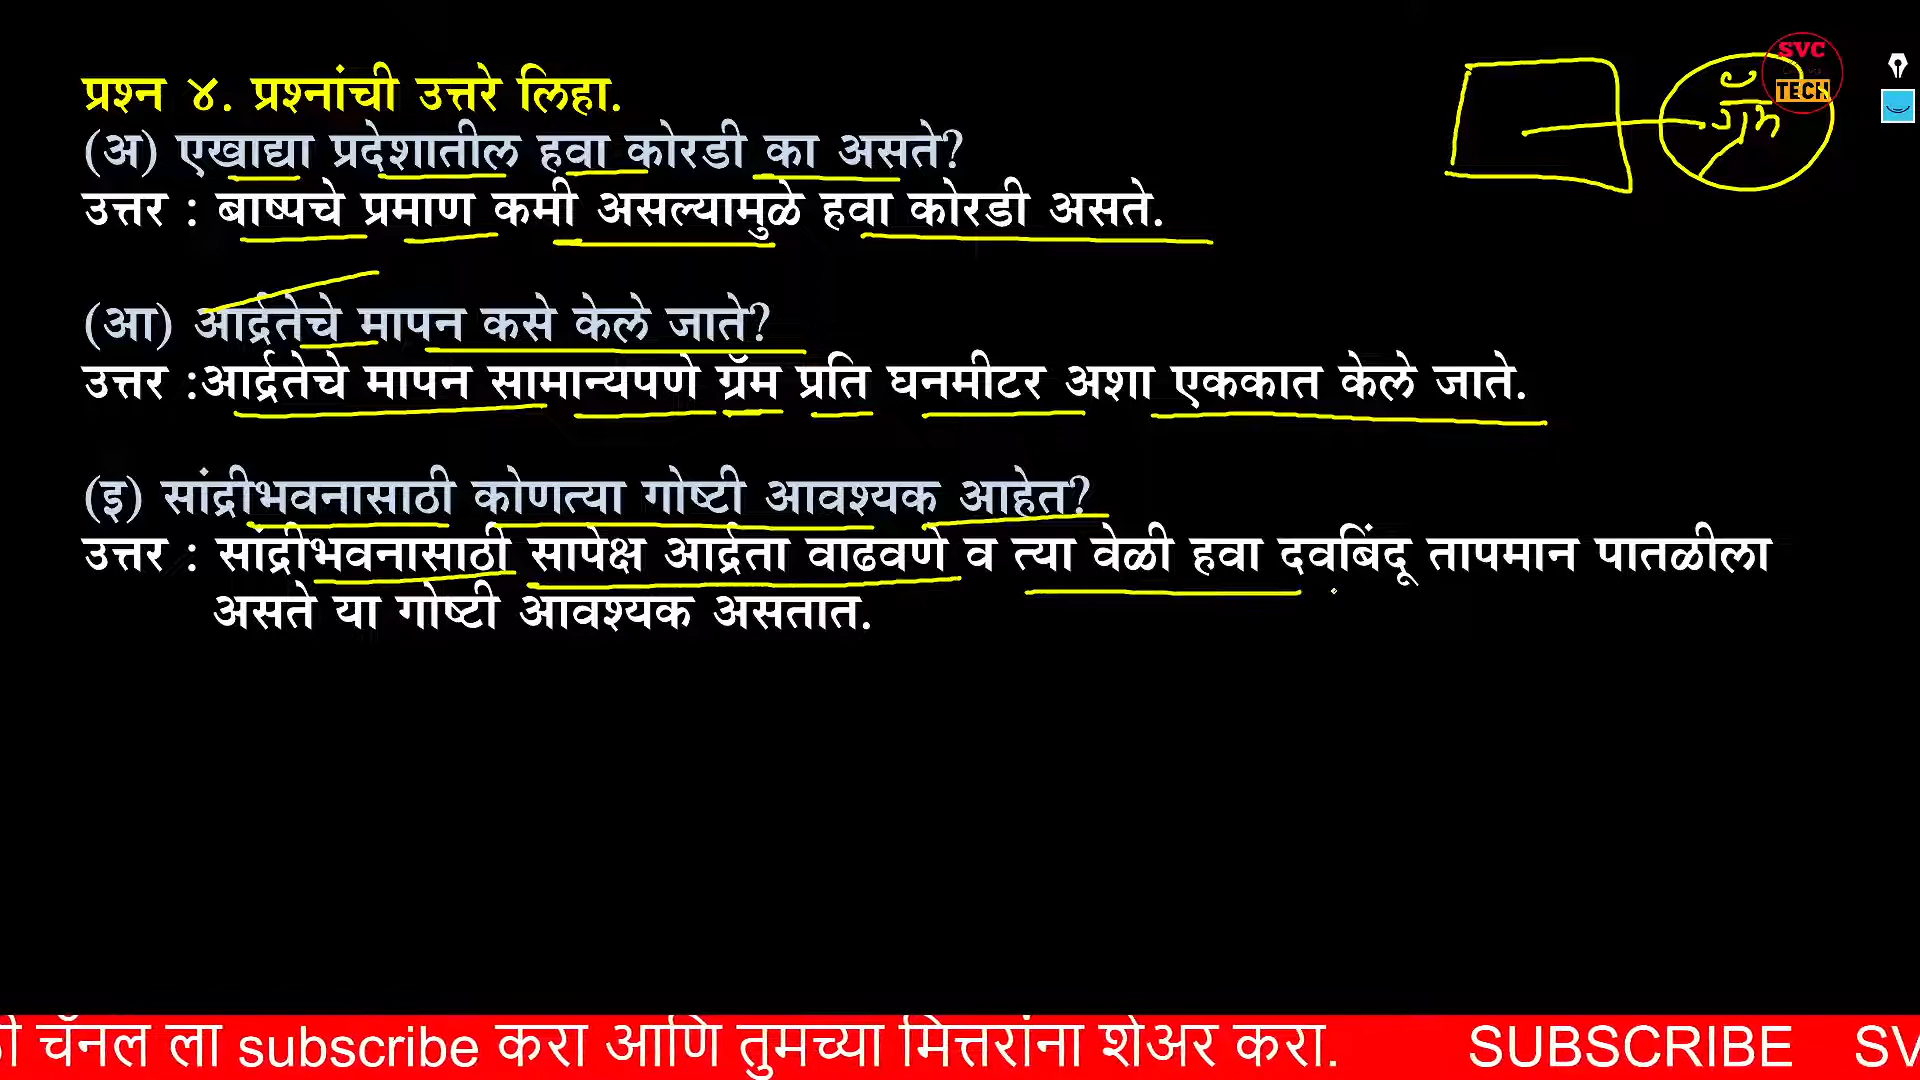 प्रश्न ४. प्रश्नांची उत्तरे लिहा.
(अ) एखाद्या प्रदेशातील हवा कोरडी का असते?
उत्तर : बाष्पचे प्रमाण कमी असल्यामुळे हवा कोरडी असते.
(आ) आर्द्रतेचे मापन कसे केले जाते?
उत्तर :आर्द्रतेचे मापन सामान्यपणे ग्रॅम प्रति घनमीटर अशा एककात केले जाते.
(इ) सांद्रीभवनासाठी कोणत्या गोष्टी आवश्यक आहेत?
उत्तर : सांद्रीभवनासाठी सापेक्ष आर्द्रता वाढवणे व त्या वेळी हवा दवबिंदू तापमान पातळीला
असते या गोष्टी आवश्यक असतात.
SVC
TECH
चॅनल ला subscribe करा आणि तुमच्या मित्तरांना शेअर करा. SUBSCRIBE SV